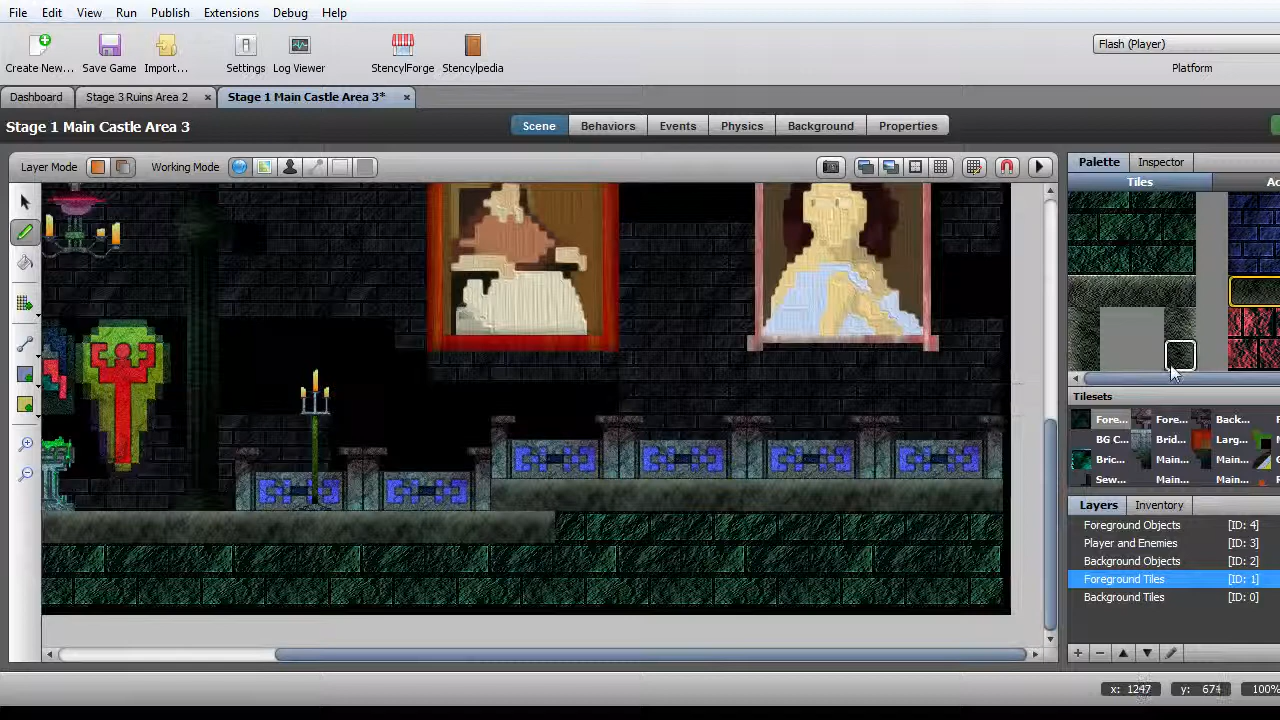 File Edit View Run Publish Extensions Debug Help
Create New... Save Game Import... Settings Log Viewer StencylForge Stencylpedia
Flash (Player)
Platform
Dashboard Stage 3 Ruins Area 2 × Stage 1 Main Castle Area 3* ×
Stage 1 Main Castle Area 3
Scene Behaviors Events Physics Background Properties
Layer Mode Working Mode
Palette Inspector
Tiles
Tilesets
Fore... Fore... Back...
BG C... Brid... Larg...
Bric... Main... Main...
Sew... Main... Main...
Layers Inventory
Foreground Objects [ID: 4]
Player and Enemies [ID: 3]
Background Objects [ID: 2]
Foreground Tiles [ID: 1]
Background Tiles [ID: 0]
x: 1247 y: 674 100%